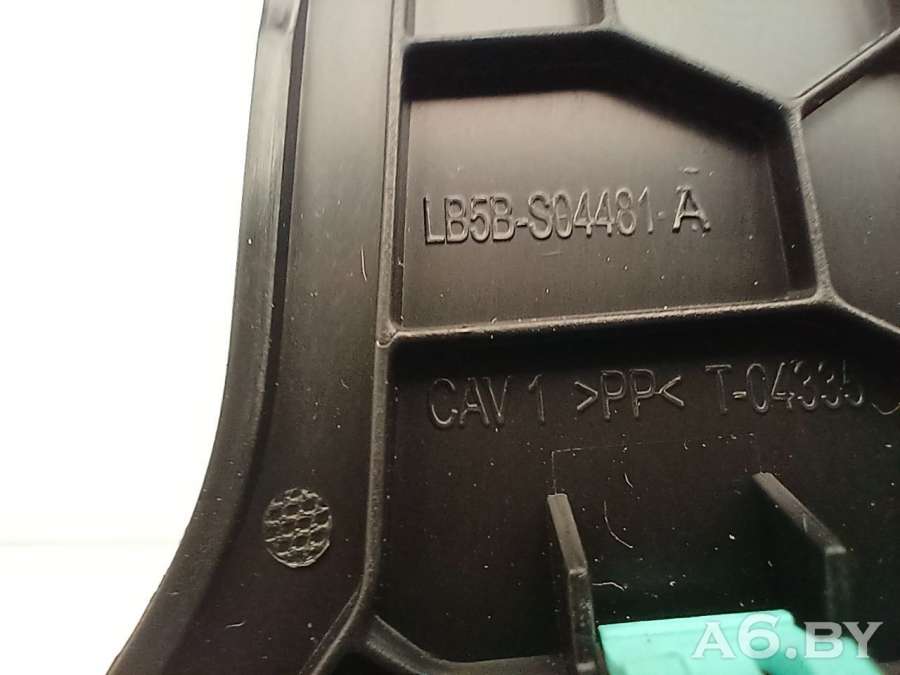 LB5B-S04481-A
CAV 1 >PP< T-04335
A6.BY